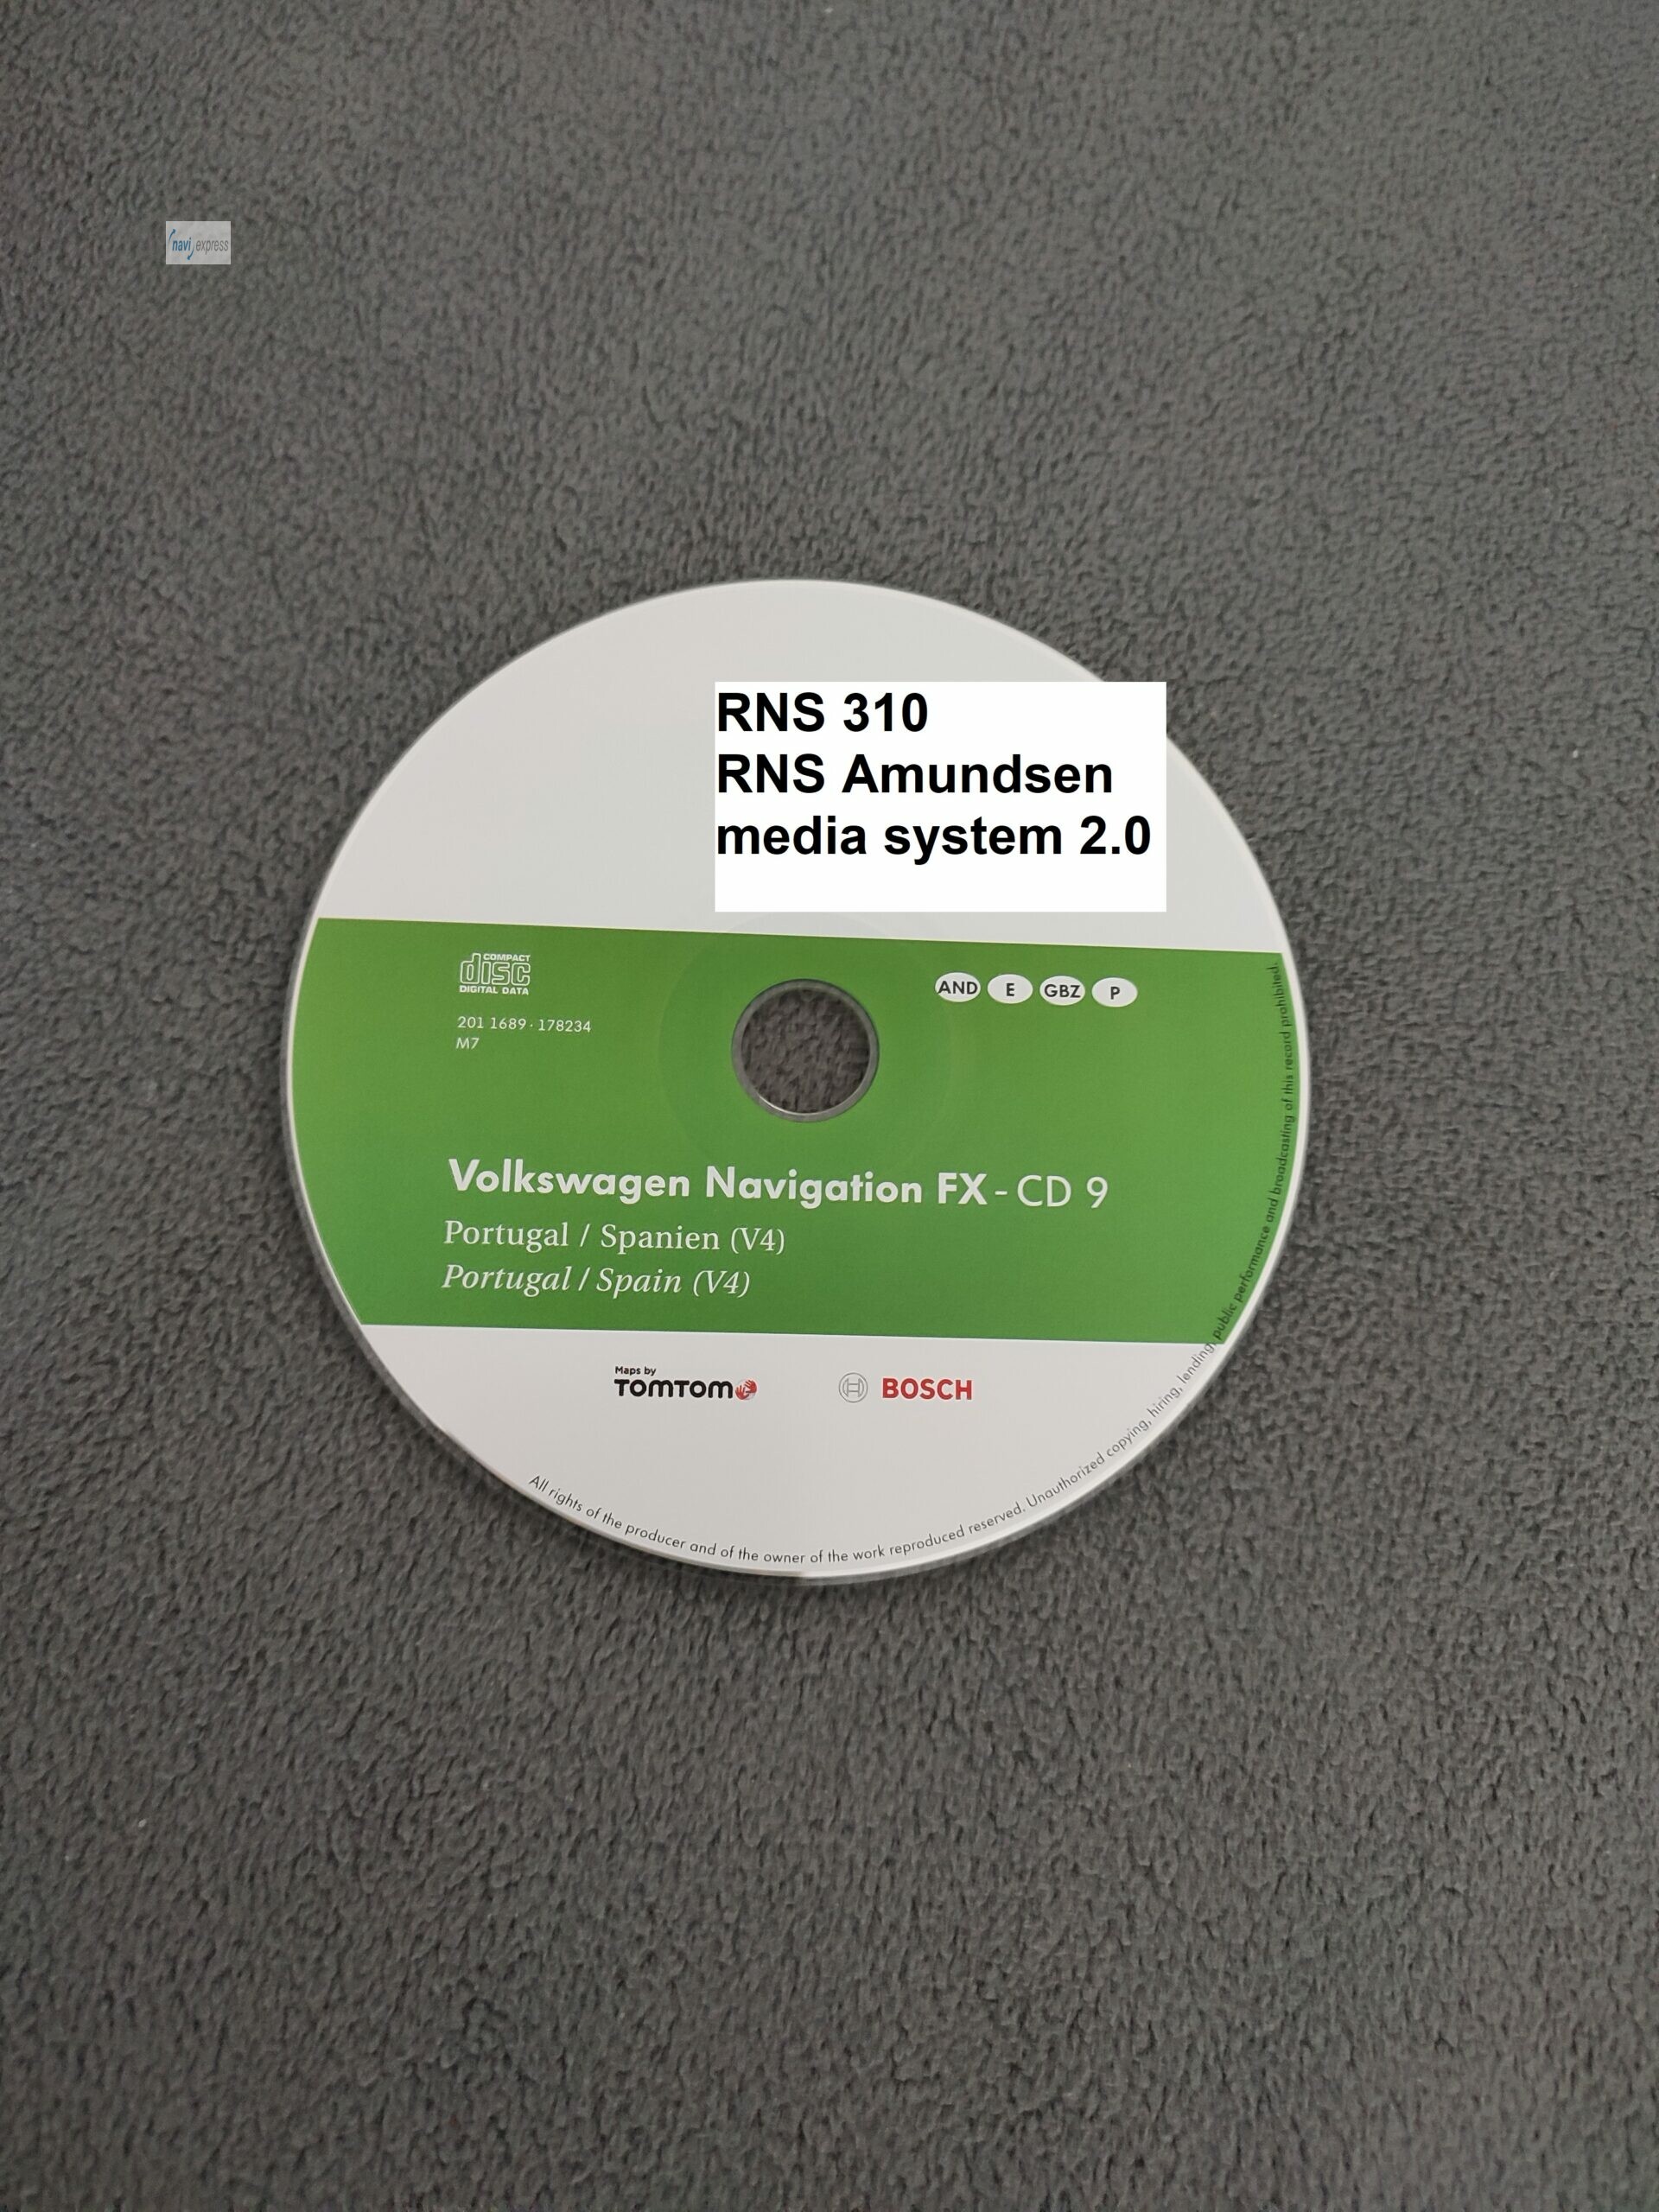 navi express
RNS 310
RNS Amundsen
media system 2.0
COMPACT
disc
DIGITAL DATA
AND E GBZ P
201 1689 · 178234
M7
Volkswagen Navigation FX - CD 9
Portugal / Spanien (V4)
Portugal / Spain (V4)
Maps by
TOMTOM
BOSCH
All rights of the producer and of the owner of the work reproduced reserved. Unauthorized copying, hiring, lending, public performance and broadcasting of this record prohibited.